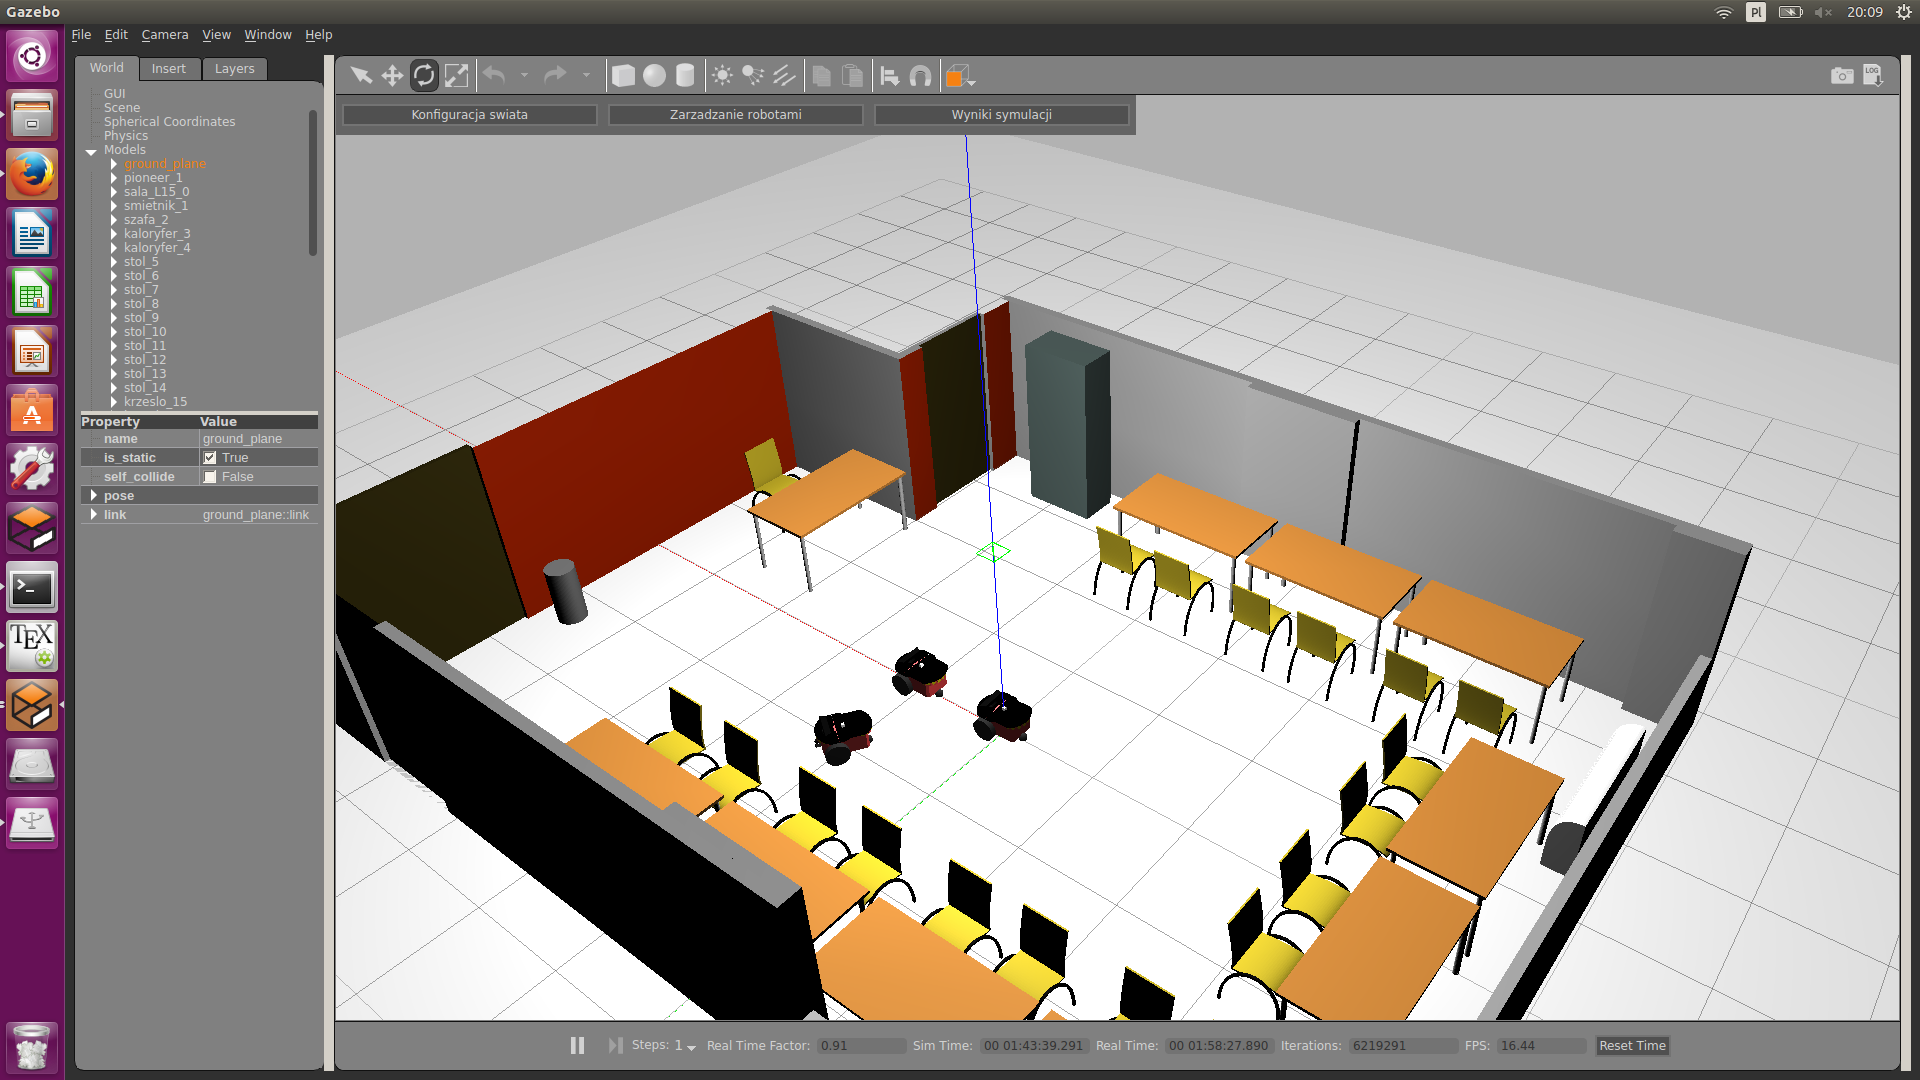 Gazebo
Pl
20:09
File Edit Camera View Window Help
World Insert Layers
LOG
GUI
Scene
Spherical Coordinates
Physics
Models
ground_plane
pioneer_1
sala_L15_0
smietnik_1
szafa_2
kaloryfer_3
kaloryfer_4
stol_5
stol_6
stol_7
stol_8
stol_9
stol_10
stol_11
stol_12
stol_13
stol_14
krzeslo_15
Property Value
name ground_plane
is_static True
self_collide False
pose
link ground_plane::link
Konfiguracja swiata Zarzadzanie robotami Wyniki symulacji
TEX
Steps: 1 Real Time Factor: 0.91 Sim Time: 00 01:43:39.291 Real Time: 00 01:58:27.890 Iterations: 6219291 FPS: 16.44 Reset Time